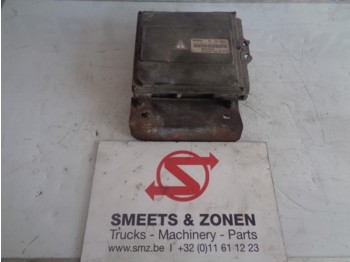 SMEETS & ZONEN
Trucks - Machinery - Parts
www.smz.be +32 (0)11 61 12 23